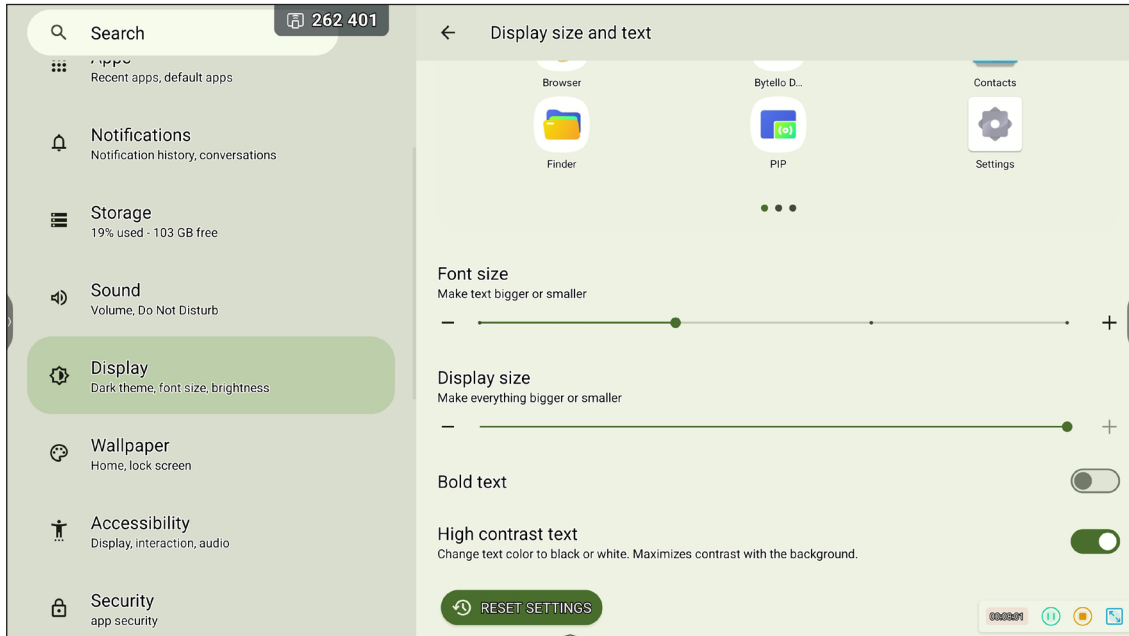 262 401
Search
Recent apps, default apps
Notifications
Notification history, conversations
Storage
19% used - 103 GB free
Sound
Volume, Do Not Disturb
Display
Dark theme, font size, brightness
Wallpaper
Home, lock screen
Accessibility
Display, interaction, audio
Security
app security
Display size and text
Browser
Bytello D...
Contacts
Finder
PIP
Settings
Font size
Make text bigger or smaller
Display size
Make everything bigger or smaller
Bold text
High contrast text
Change text color to black or white. Maximizes contrast with the background.
RESET SETTINGS